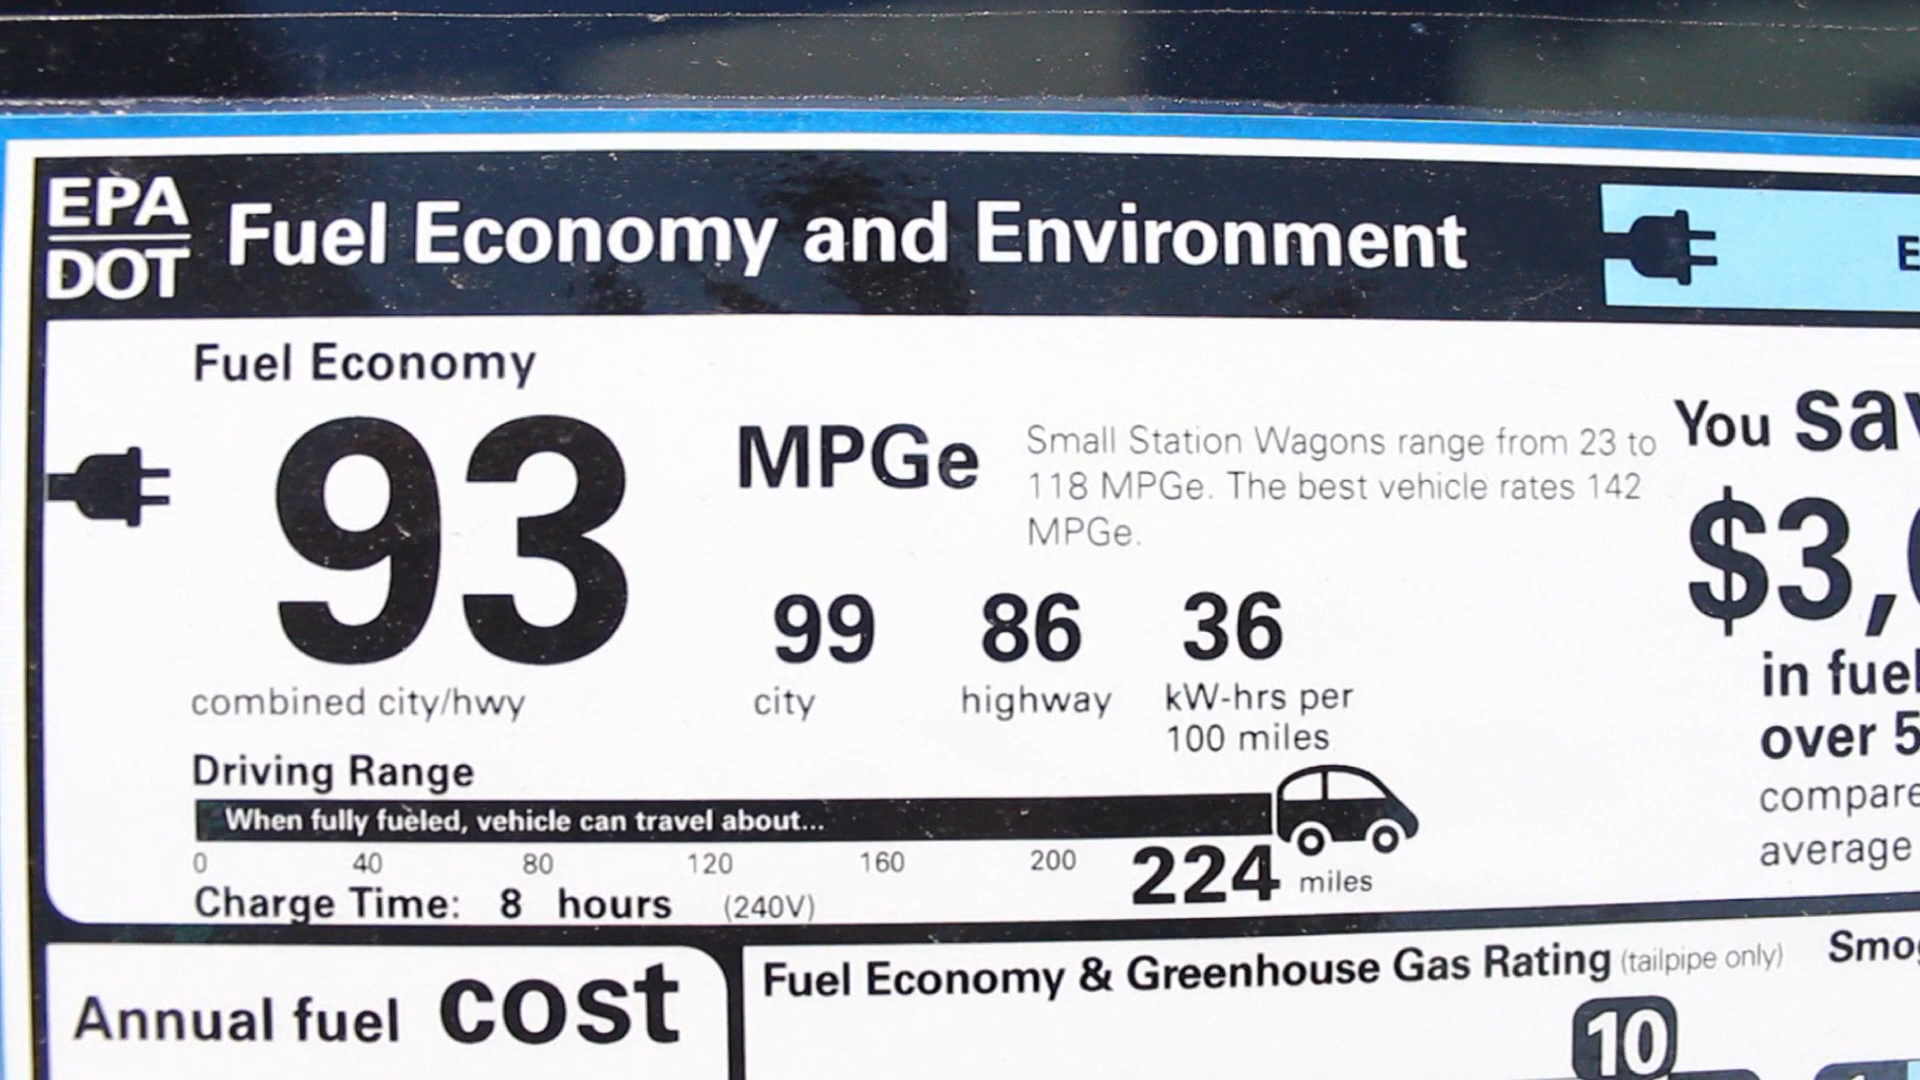 EPA
DOT
Fuel Economy and Environment
Fuel Economy
93
MPGe
Small Station Wagons range from 23 to
118 MPGe. The best vehicle rates 142
MPGe.
You
$3,
in fuel
over 5
average
99
86
36
combined city/hwy
city
highway
kW-hrs per
100 miles
Driving Range
When fully fueled, vehicle can travel about...
0 40 80 120 160 200 224 miles
Charge Time: 8 hours (240V)
Annual fuel cost
Fuel Economy & Greenhouse Gas Rating (tailpipe only)
10